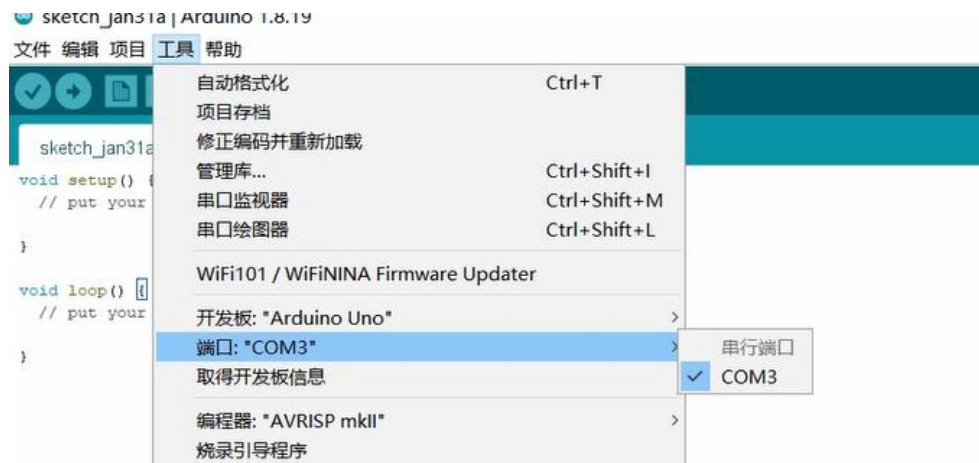 sketch_jan31a | Arduino 1.8.19
文件 编辑 项目 工具 帮助
自动格式化 Ctrl+T
项目存档
修正编码并重新加载
管理库... Ctrl+Shift+I
串口监视器 Ctrl+Shift+M
串口绘图器 Ctrl+Shift+L
WiFi101 / WiFiNINA Firmware Updater
开发板: "Arduino Uno"
端口: "COM3"
取得开发板信息
编程器: "AVRISP mkII"
烧录引导程序
串行端口
COM3
sketch_jan31a
void setup() {
// put your
}
void loop() {
// put your
}